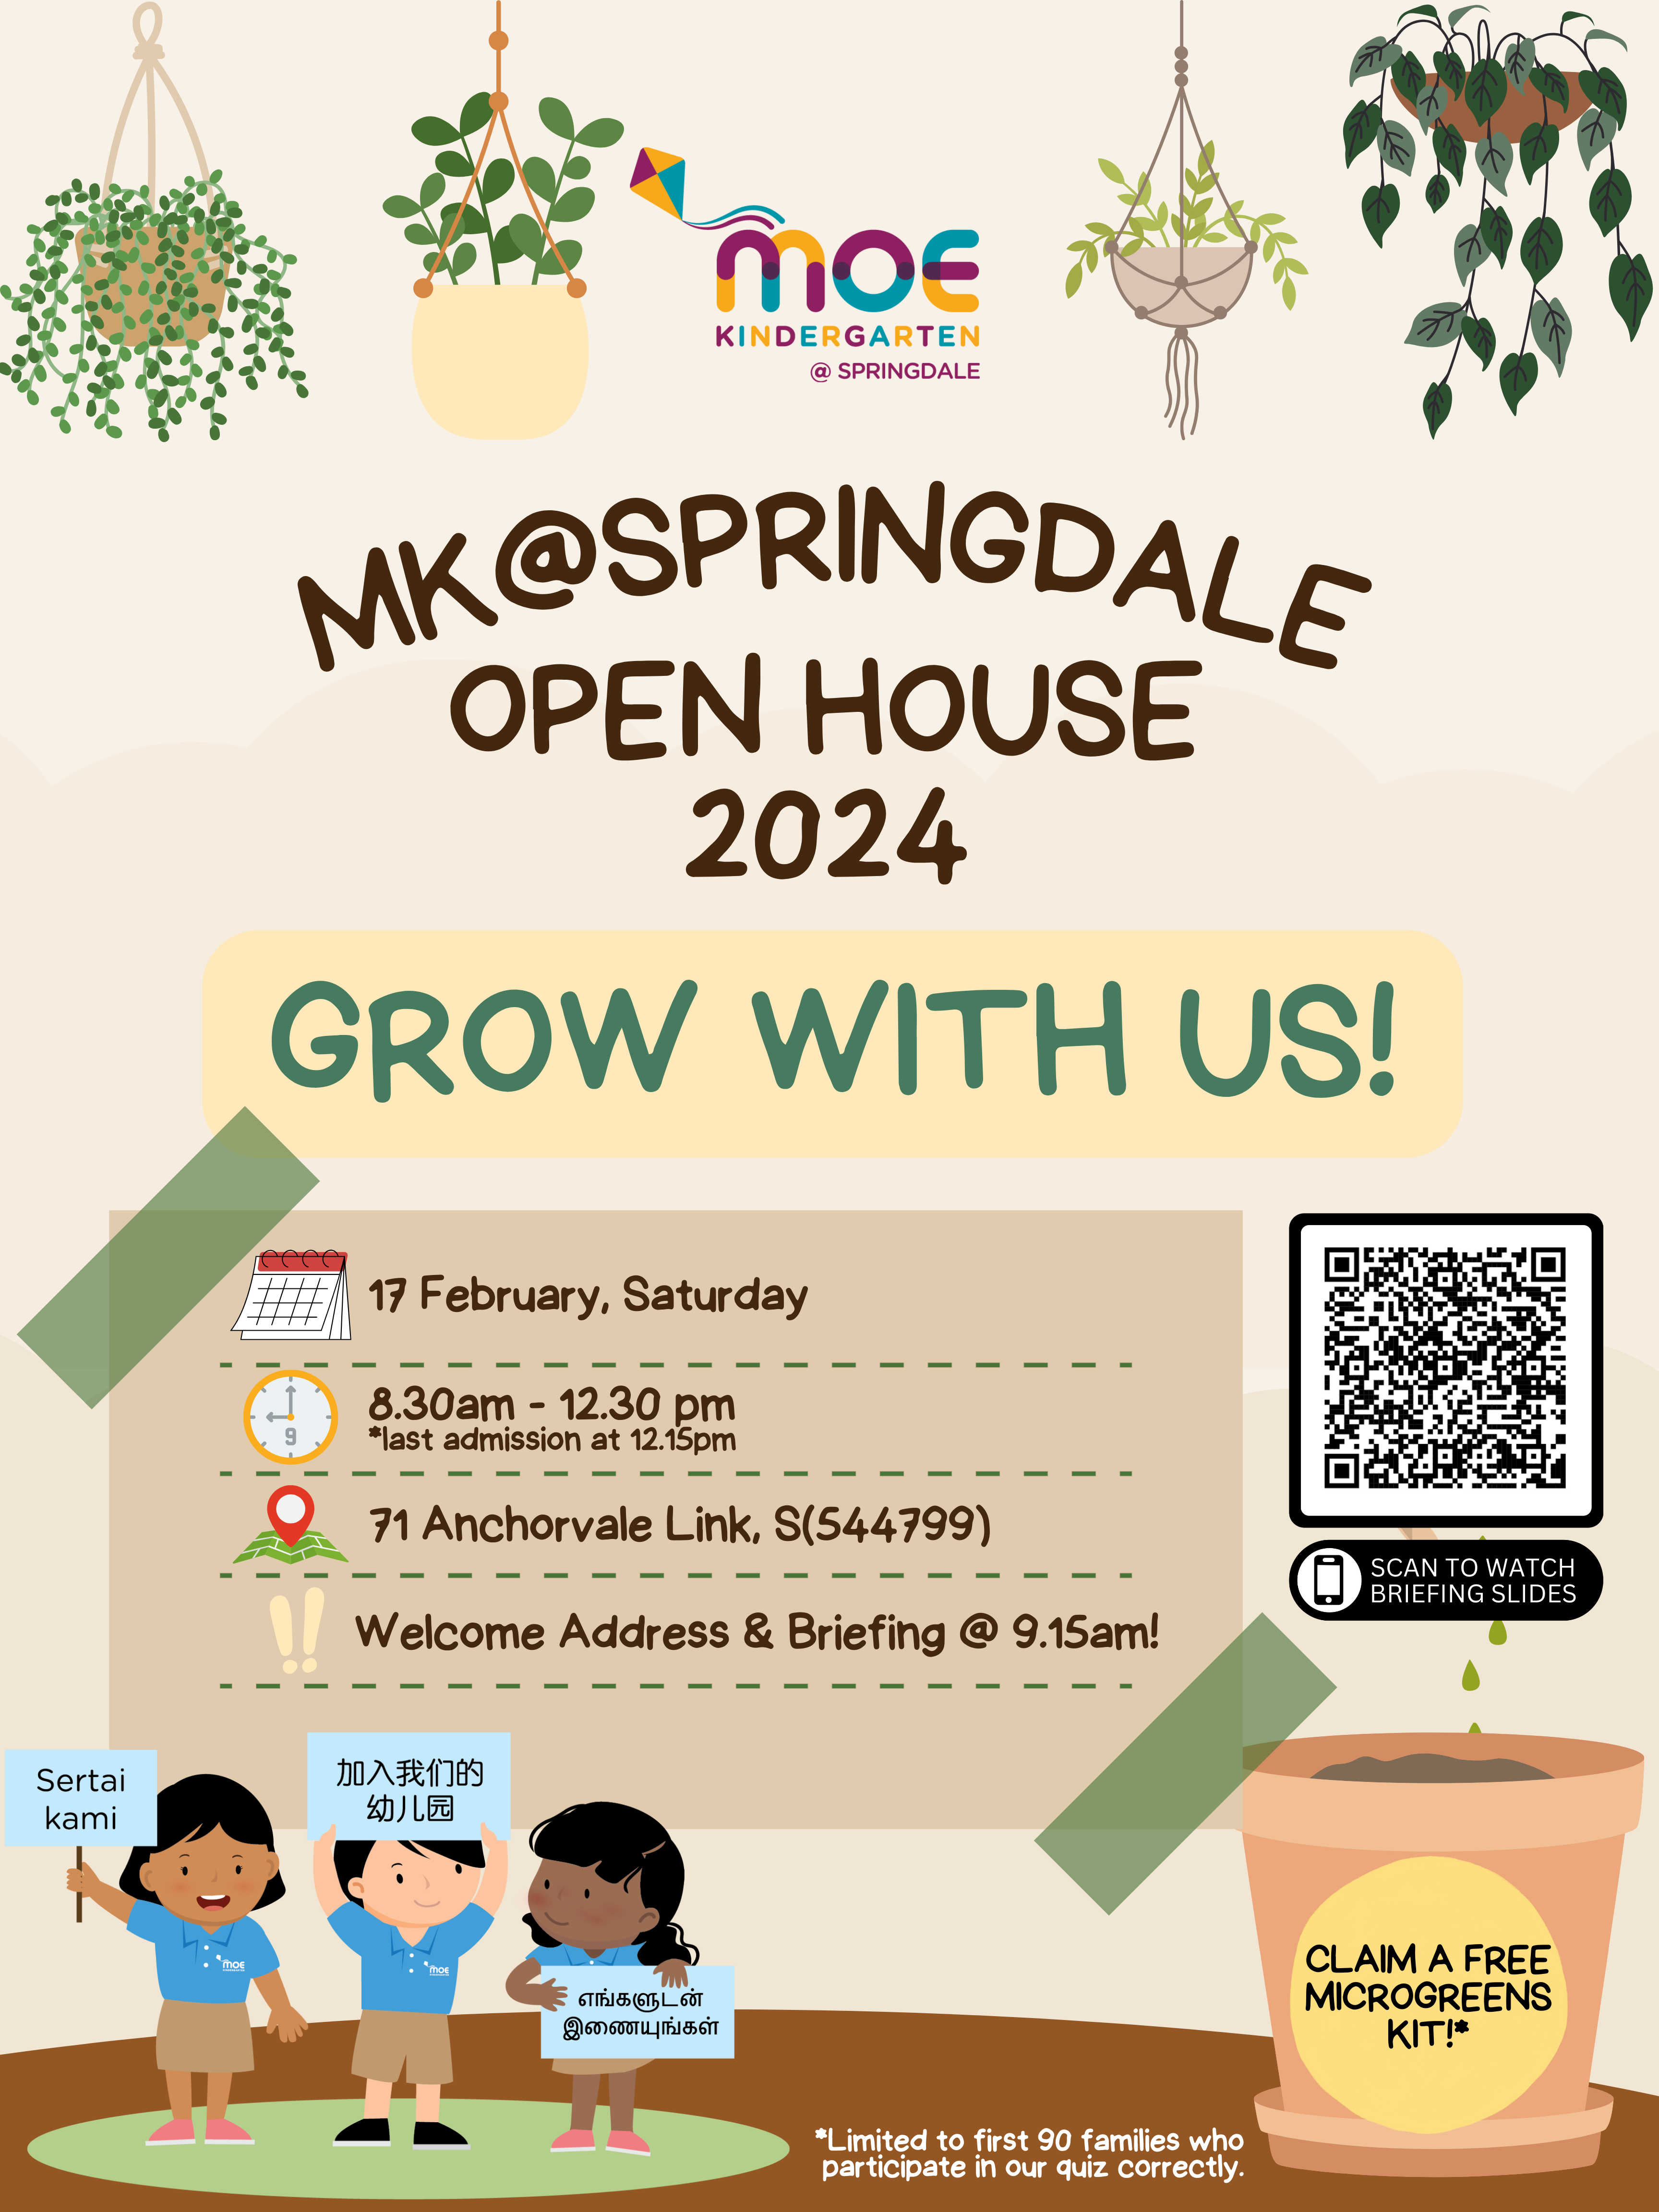 moe
KINDERGARTEN
@ SPRINGDALE
MK@SPRINGDALE
OPEN HOUSE
2024
GROW WITH US!
17 February, Saturday
9
8.30am - 12.30 pm
*last admission at 12.15pm
71 Anchorvale Link, S(544799)
!! Welcome Address & Briefing @ 9.15am!
SCAN TO WATCH
BRIEFING SLIDES
Sertai
kami
加入我们的
幼儿园
எங்களுடன்
இணையுங்கள்
moe
moe
CLAIM A FREE
MICROGREENS
KIT!*
*Limited to first 90 families who
participate in our quiz correctly.